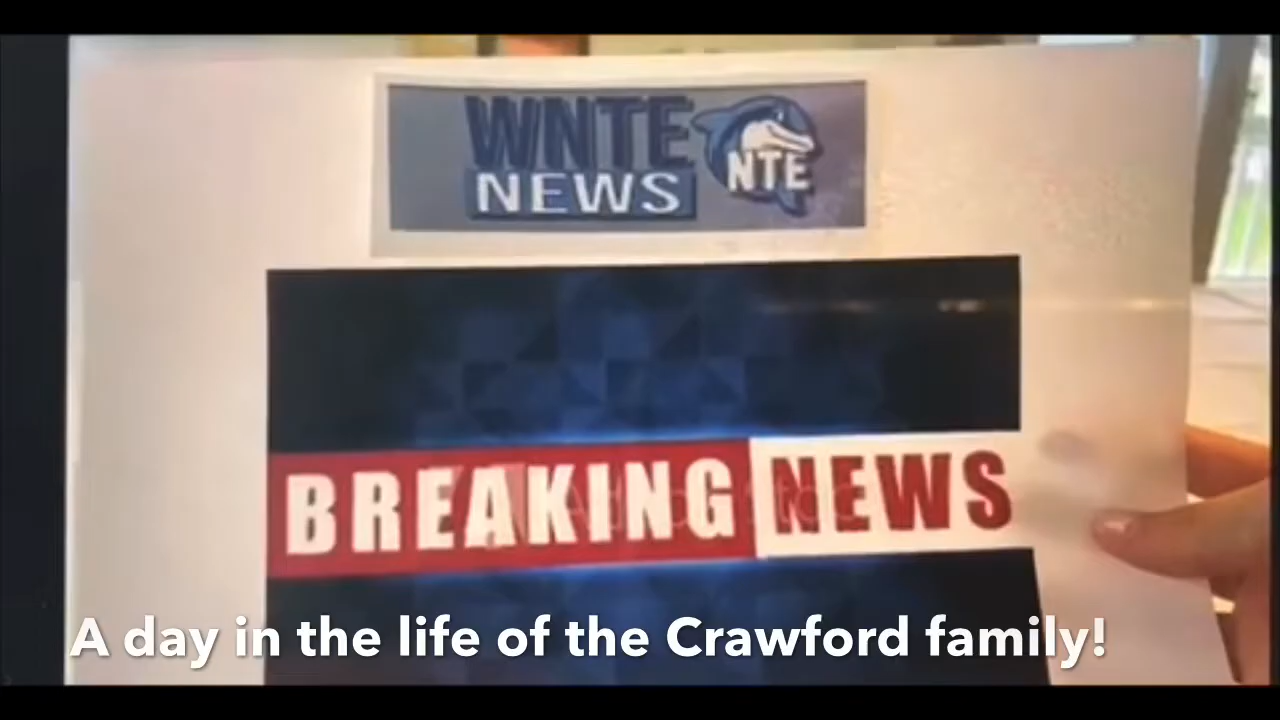 WNTE
NEWS
NTE
BREAKING NEWS
A day in the life of the Crawford family!